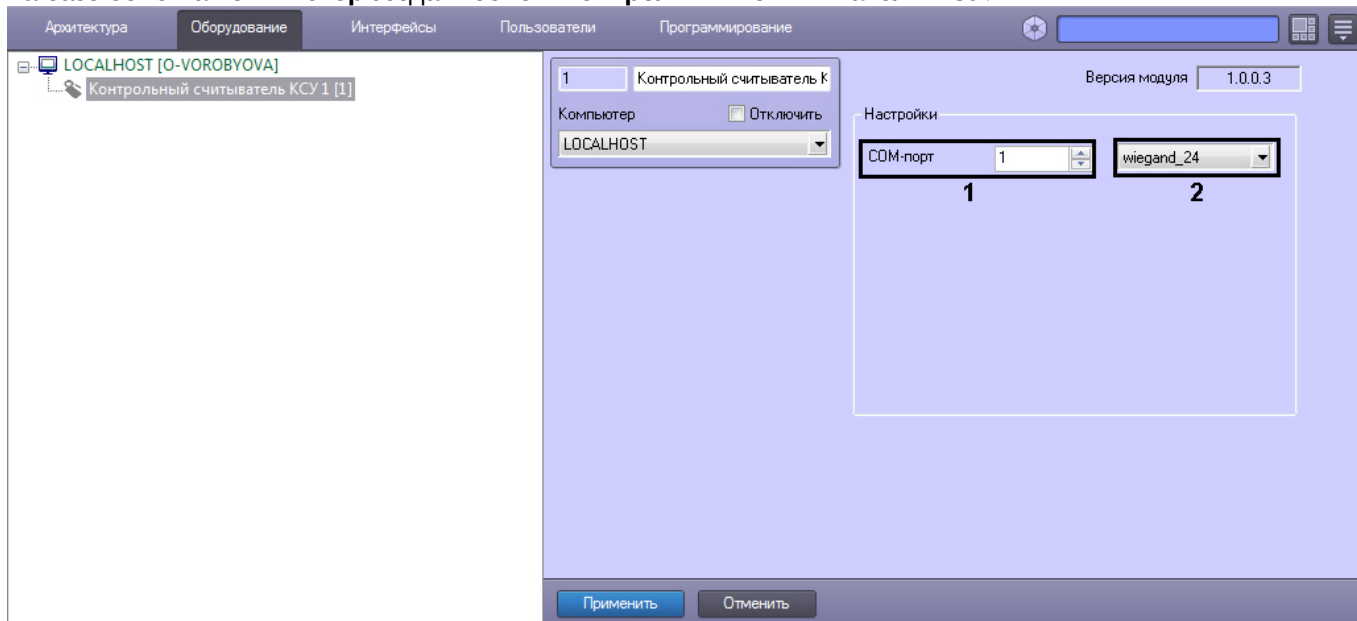 Архитектура Оборудование Интерфейсы Пользователи Программирование
LOCALHOST [O-VOROBYOVA]
Контрольный считыватель КСУ 1 [1]
1 Контрольный считыватель К
Компьютер Отключить
LOCALHOST
Версия модуля 1.0.0.3
Настройки
COM-порт 1 wiegand_24
1 2
Применить Отменить